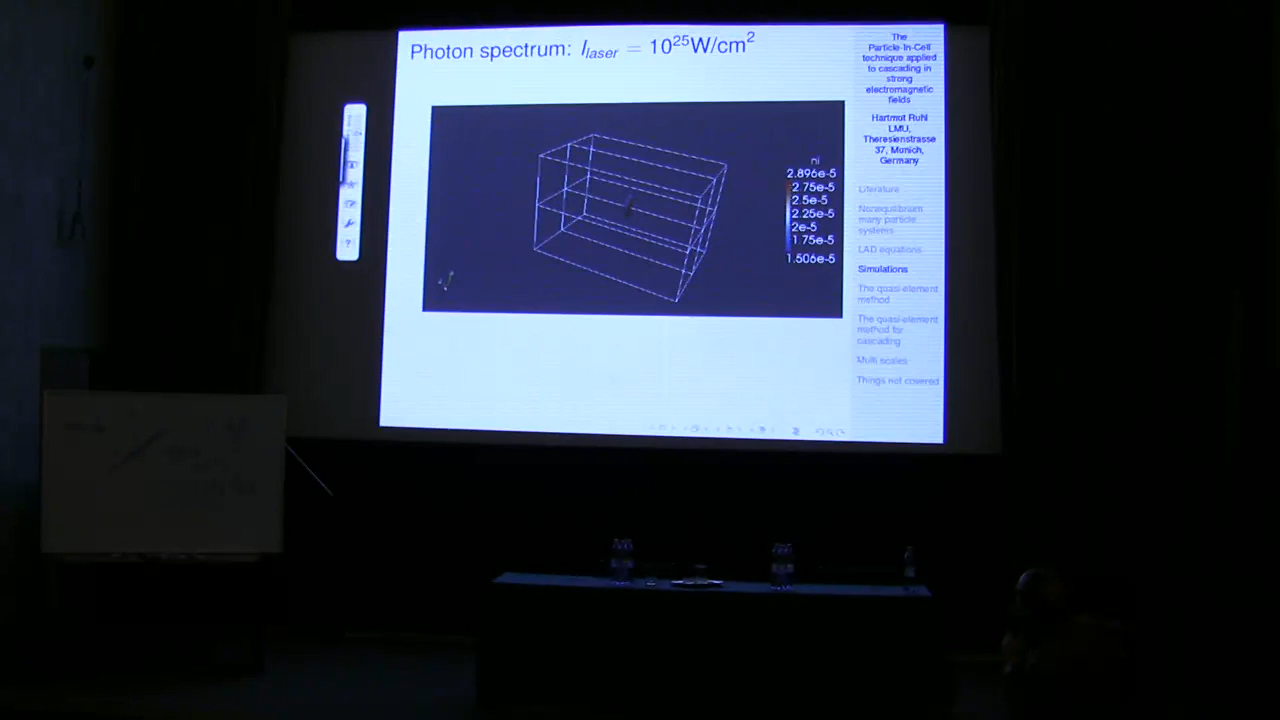 Photon spectrum: I_laser = 10^25 W/cm^2
ni
2.896e-5
2.75e-5
2.5e-5
2.25e-5
2e-5
1.75e-5
1.506e-5
The
Particle-In-Cell
technique applied
to cascading in
strong
electromagnetic
fields
Hartmut Ruhl
LMU,
Theresienstrasse
37, Munich,
Germany
Literature
Nonequilibrium
many particle
systems
LAD equations
Simulations
The quasi-element
method
The quasi-element
method for
cascading
Multi scales
Things not covered
?